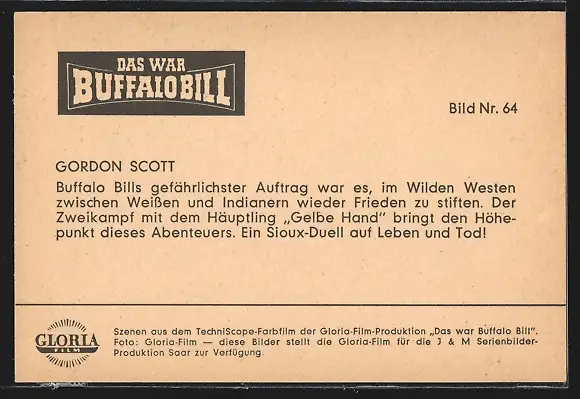 DAS WAR
BUFFALO BILL
Bild Nr. 64
GORDON SCOTT
Buffalo Bills gefährlichster Auftrag war es, im Wilden Westen
zwischen Weißen und Indianern wieder Frieden zu stiften. Der
Zweikampf mit dem Häuptling „Gelbe Hand" bringt den Höhe-
punkt dieses Abenteuers. Ein Sioux-Duell auf Leben und Tod!
GLORIA
FILM
Szenen aus dem TechniScope-Farbfilm der Gloria-Film-Produktion „Das war Buffalo Bill".
Foto: Gloria-Film — diese Bilder stellt die Gloria-Film für die J & M Serienbilder-
Produktion Saar zur Verfügung.